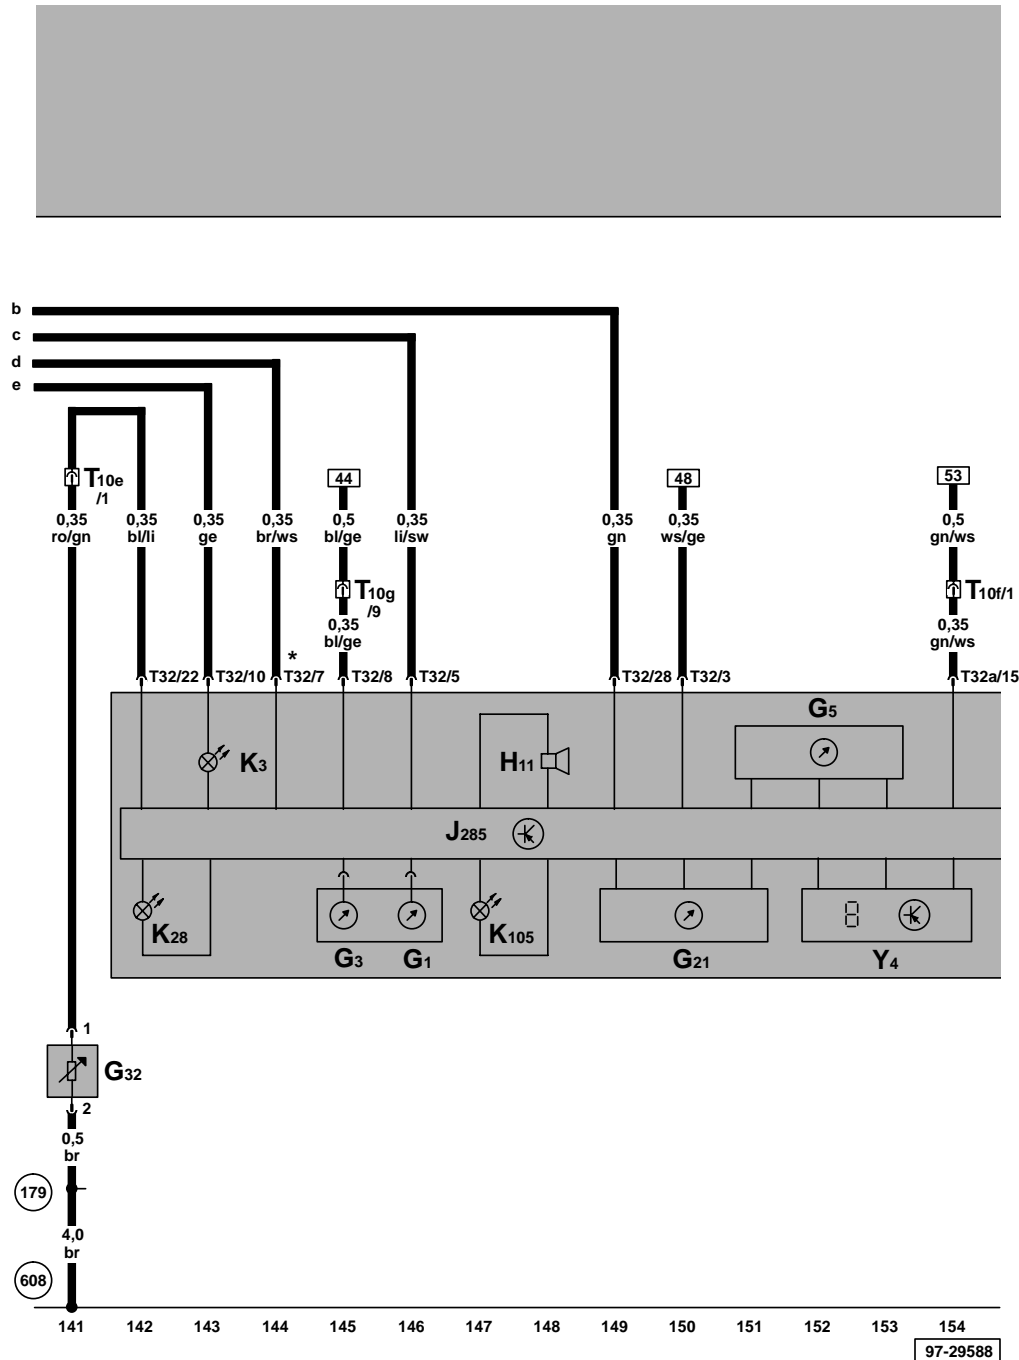 b
c
d
e
T10e
/1
44
48
53
0,35
ro/gn
0,35
bl/li
0,35
ge
0,35
br/ws
0,5
bl/ge
0,35
li/sw
0,35
gn
0,35
ws/ge
0,5
gn/ws
T10g
/9
T10f/1
0,35
bl/ge
0,35
gn/ws
*
T32/22 T32/10 T32/7 T32/8 T32/5 T32/28 T32/3 T32a/15
G5
K3
H11
J285
K28
G3
G1
K105
G21
Y4
1
G32
2
0,5
br
179
4,0
br
608
141 142 143 144 145 146 147 148 149 150 151 152 153 154
97-29588